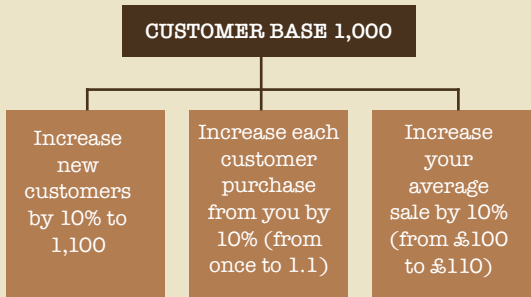 CUSTOMER BASE 1,000
Increase
new
customers
by 10% to
1,100
Increase each
customer
purchase
from you by
10% (from
once to 1.1)
Increase
your
average
sale by 10%
(from £100
to £110)